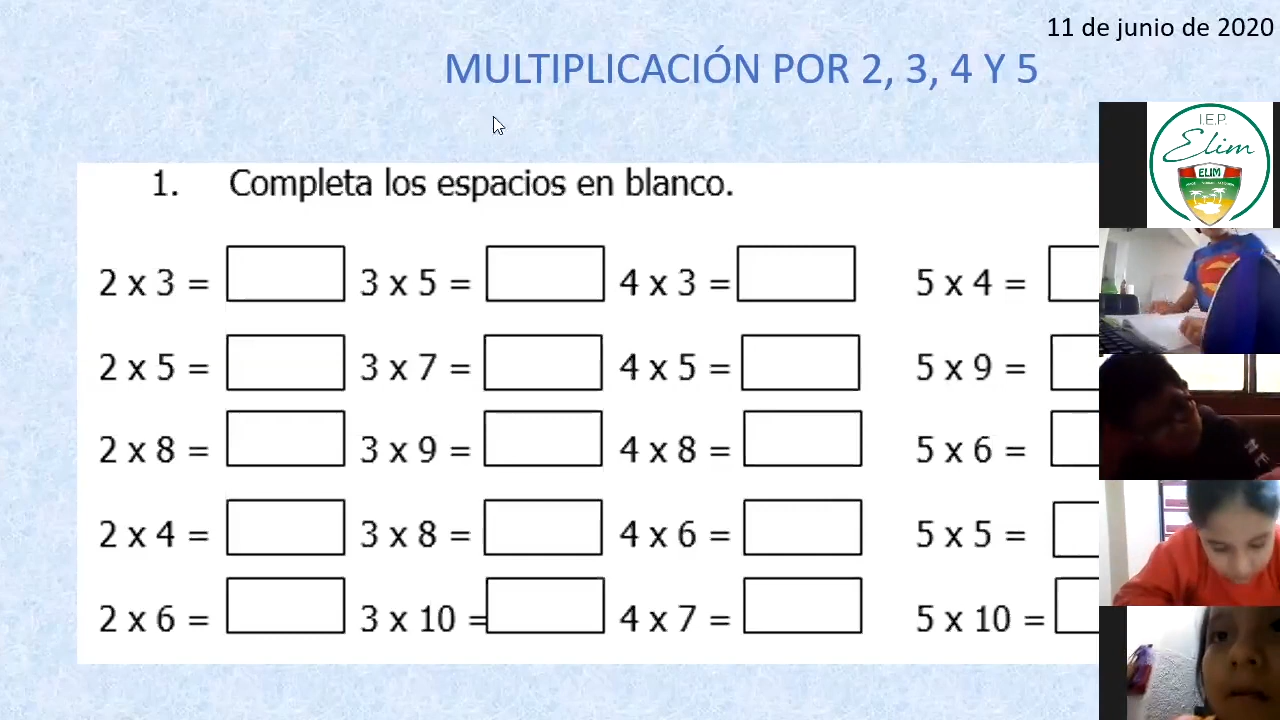 11 de junio de 2020
MULTIPLICACIÓN POR 2, 3, 4 Y 5
1. Completa los espacios en blanco.
2 x 3 = 3 x 5 = 4 x 3 = 5 x 4 =
2 x 5 = 3 x 7 = 4 x 5 = 5 x 9 =
2 x 8 = 3 x 9 = 4 x 8 = 5 x 6 =
2 x 4 = 3 x 8 = 4 x 6 = 5 x 5 =
2 x 6 = 3 x 10 = 4 x 7 = 5 x 10 =
I.E.P.
Elim
ELIM